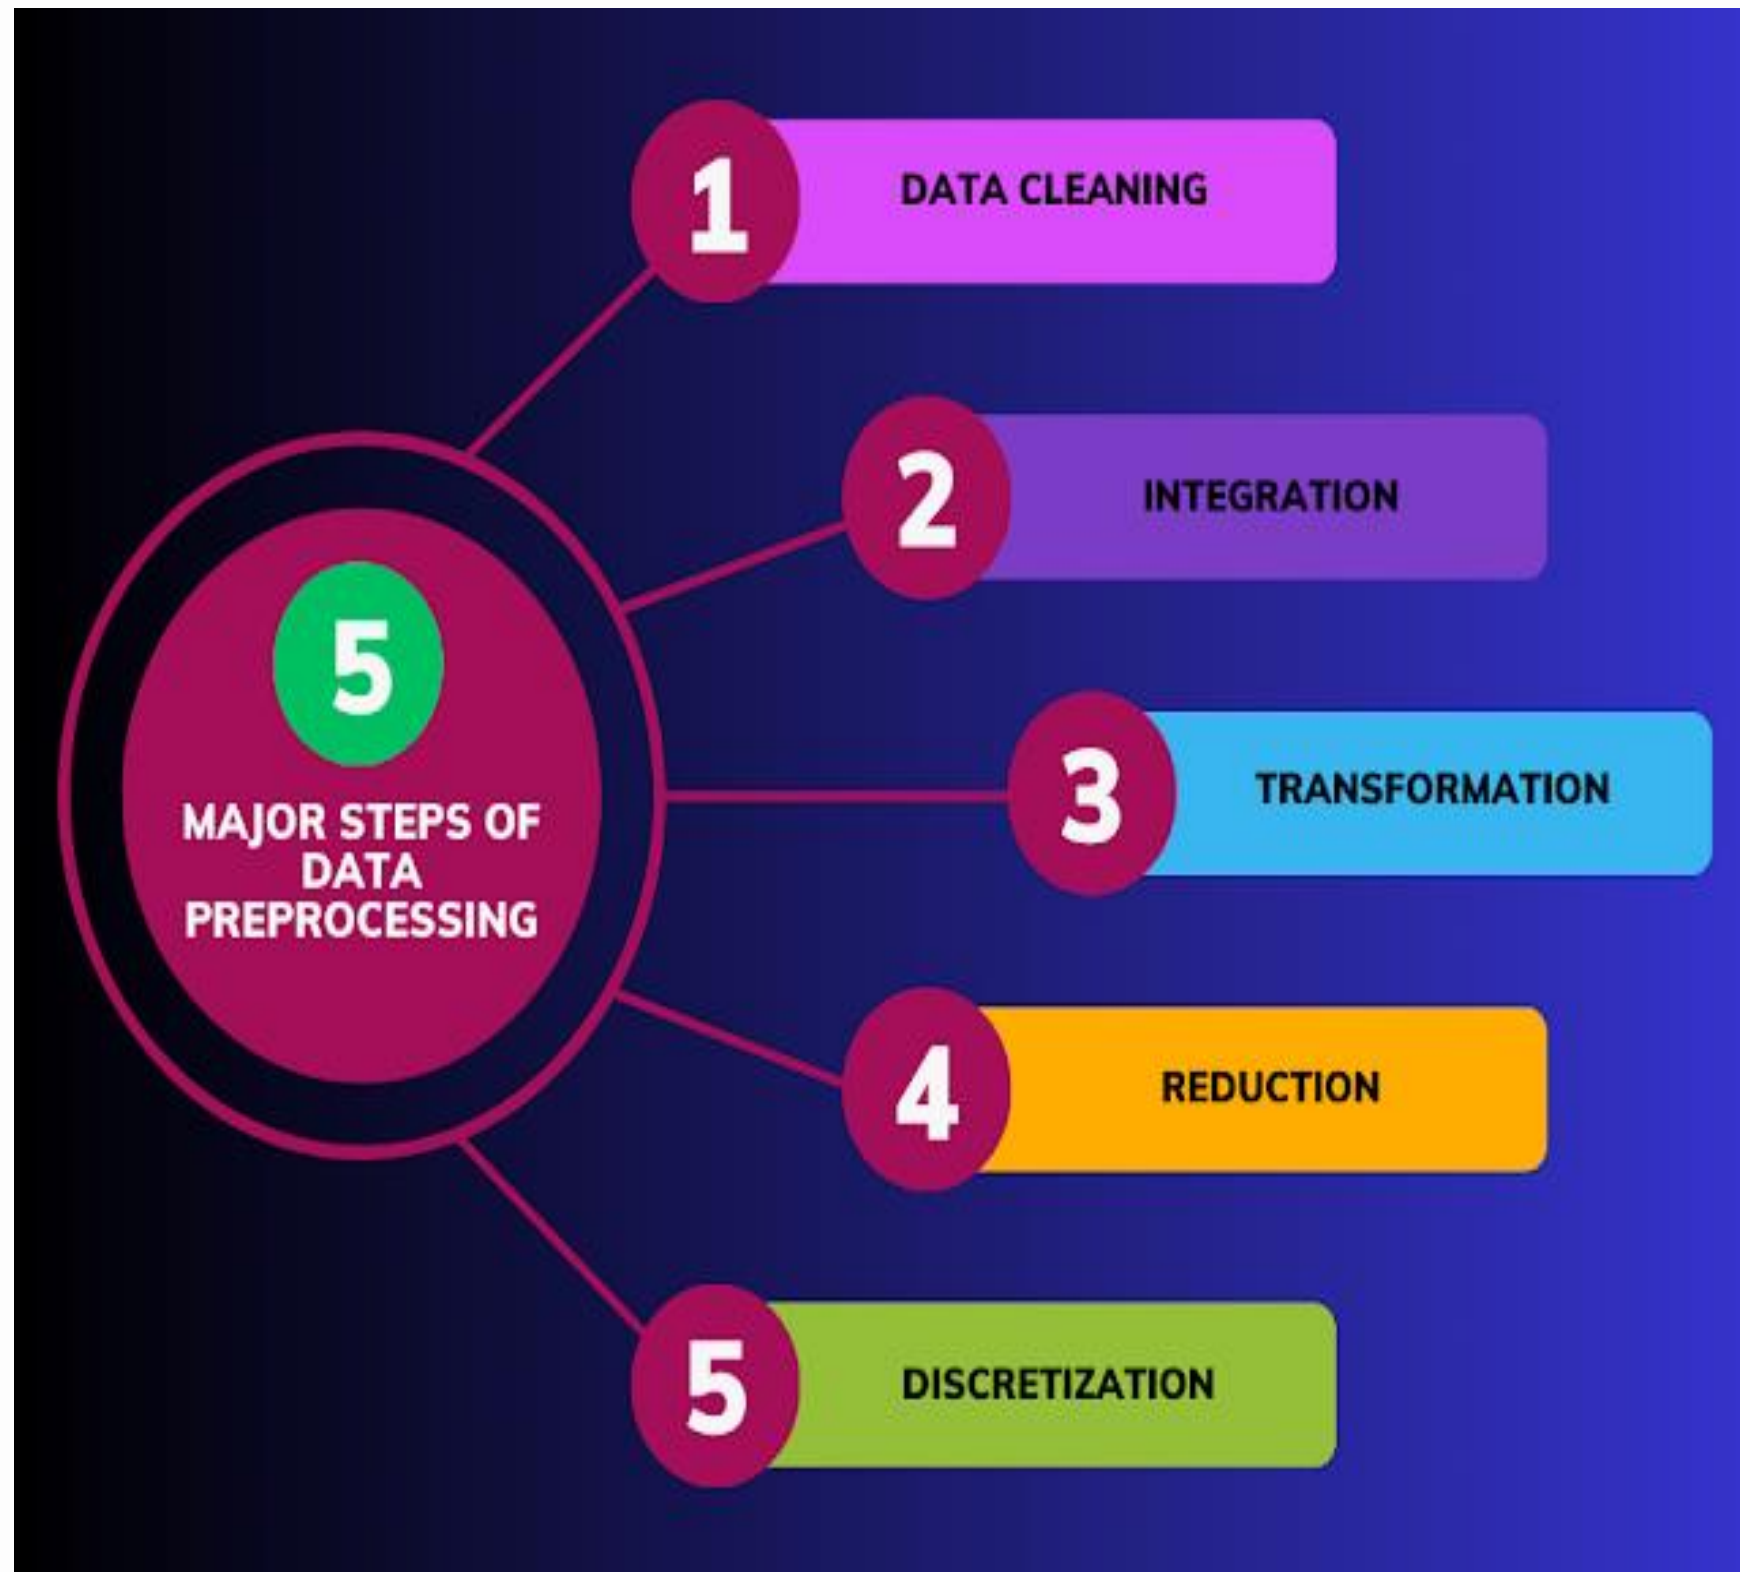 5
MAJOR STEPS OF
DATA
PREPROCESSING
1
DATA CLEANING
2
INTEGRATION
3
TRANSFORMATION
4
REDUCTION
5
DISCRETIZATION